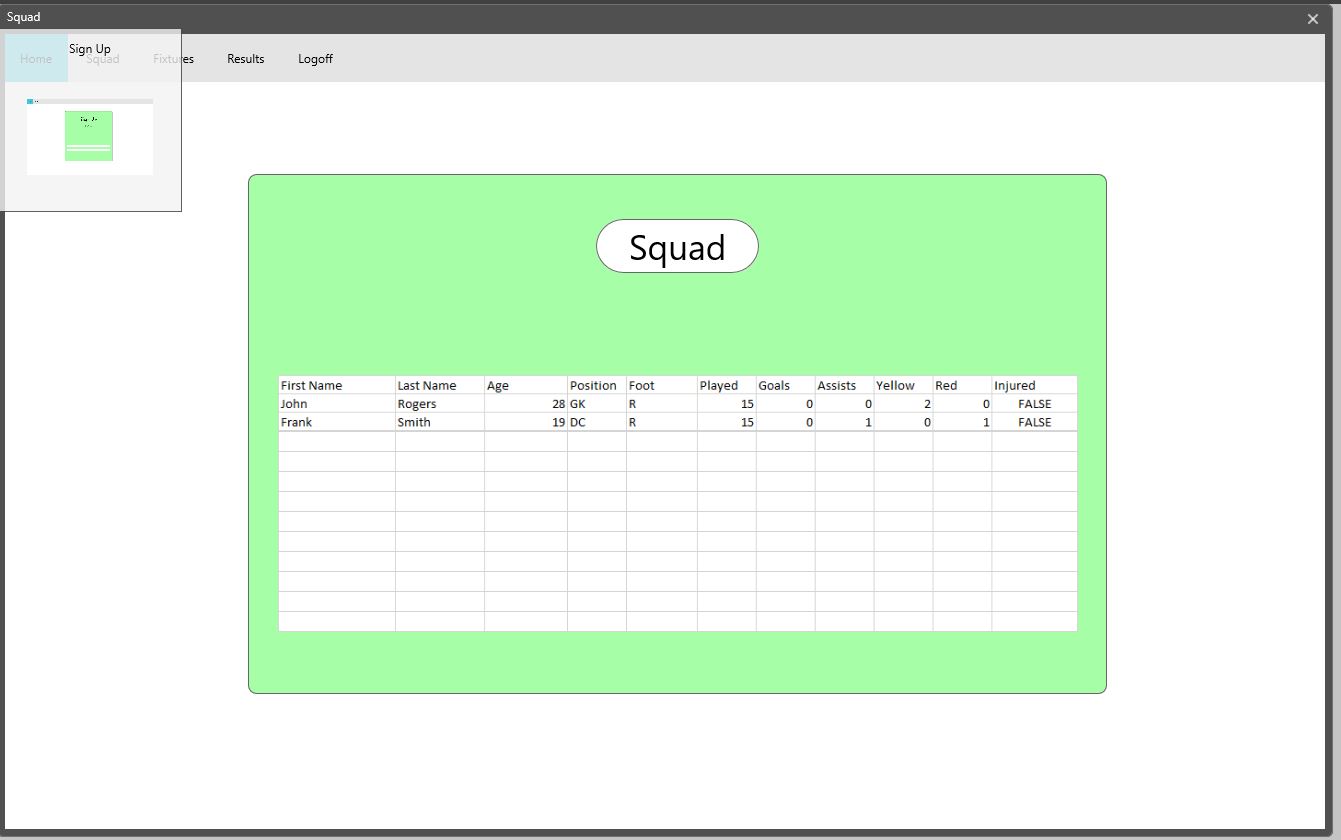 Squad
Sign Up
Home Squad Fixtures Results Logoff
Squad
First Name Last Name Age Position Foot Played Goals Assists Yellow Red Injured
John Rogers 28 GK R 15 0 0 2 0 FALSE
Frank Smith 19 DC R 15 0 1 0 1 FALSE